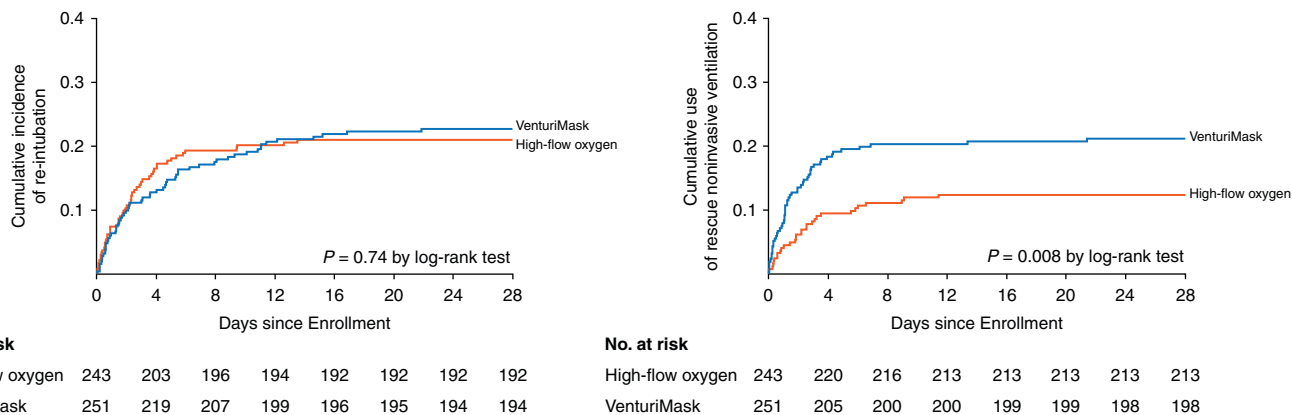 0.4
0.3
0.2
0.1
Cumulative incidence
of re-intubation
VenturiMask
High-flow oxygen
P = 0.74 by log-rank test
0 4 8 12 16 20 24 28
Days since Enrollment
sk
w oxygen 243 203 196 194 192 192 192 192
ask 251 219 207 199 196 195 194 194
0.4
0.3
0.2
0.1
Cumulative use
of rescue noninvasive ventilation
VenturiMask
High-flow oxygen
P = 0.008 by log-rank test
0 4 8 12 16 20 24 28
Days since Enrollment
No. at risk
High-flow oxygen 243 220 216 213 213 213 213 213
VenturiMask 251 205 200 200 199 199 198 198